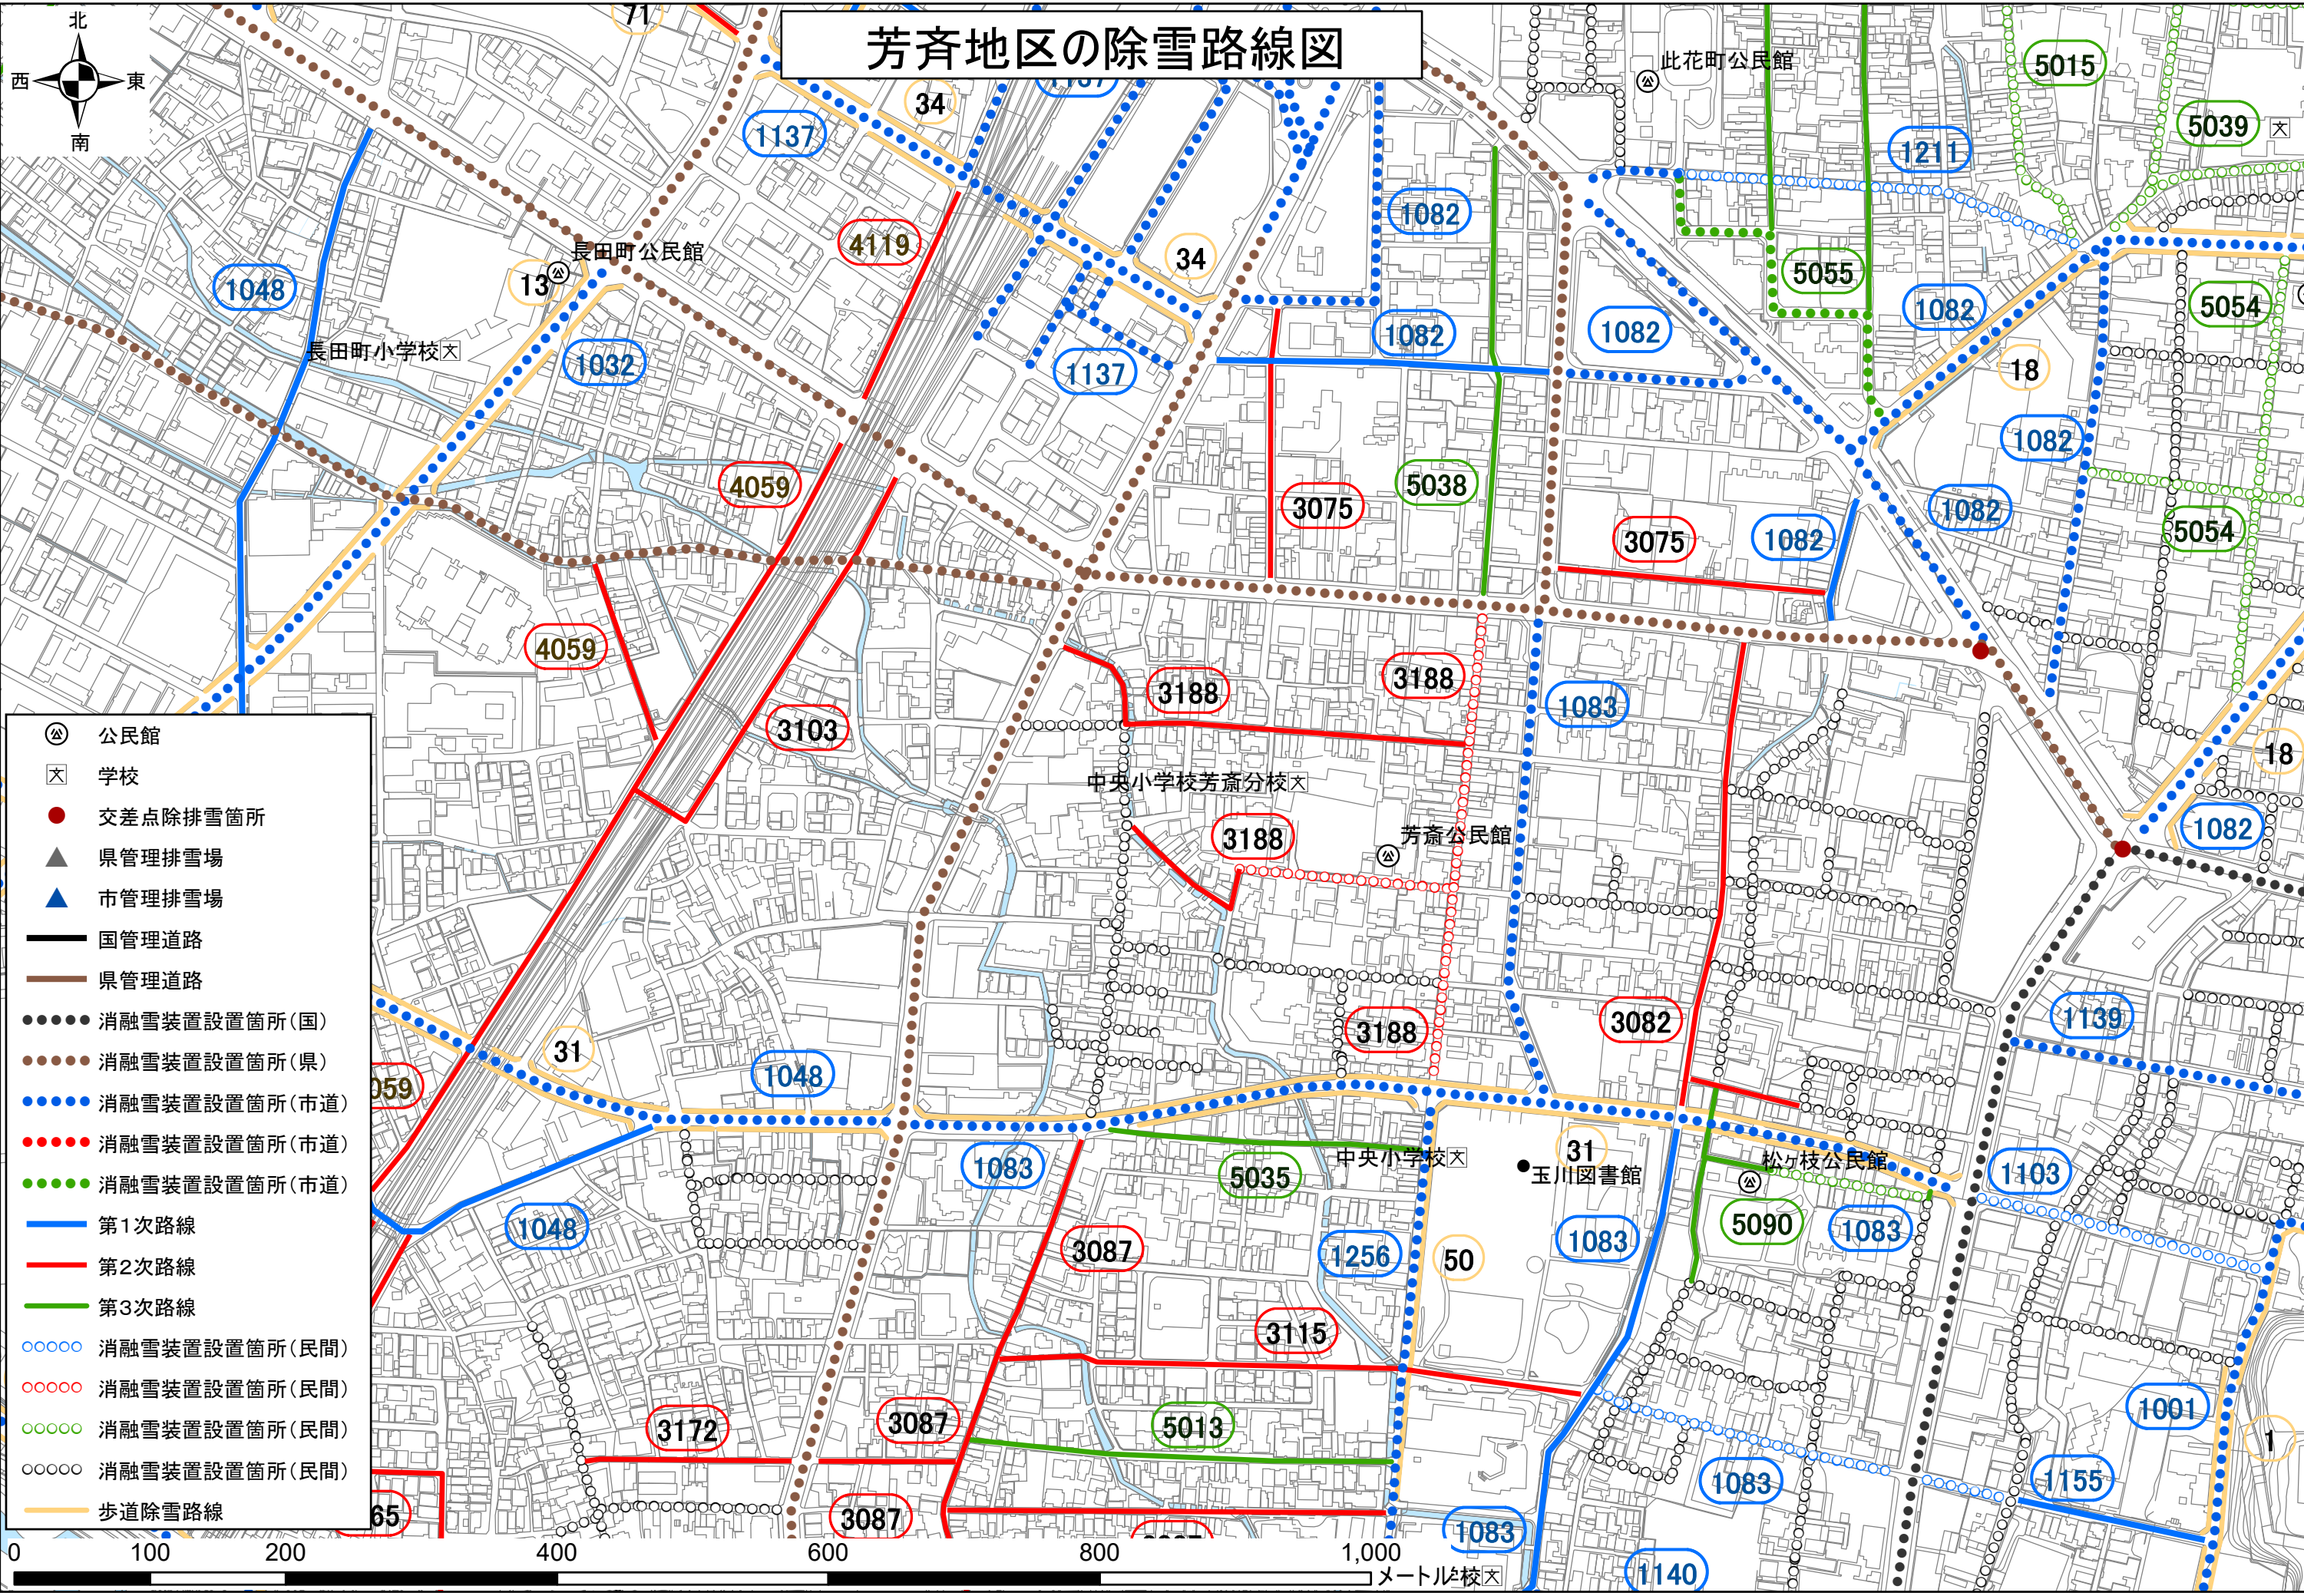 芳斉地区の除雪路線図
北
西
東
南
71
34
1137
1137
此花町公民館
5015
5039
文
1211
1082
4119
長田町公民館
13
34
5055
1048
5054
1082
1082
1082
長田町小学校文
1032
1137
18
1082
4059
5038
3075
1082
3075
1082
5054
4059
3188
3188
1083
3103
18
中央小学校芳斎分校文
3188
芳斎公民館
1082
3188
3082
1139
31
1048
059
31
中央小学校文
松ヶ枝公民館
1083
5035
玉川図書館
1103
1048
5090
1083
3087
1256
50
1083
3115
3172
3087
5013
1001
1
1083
1155
65
3087
1083
1140
公民館
文 学校
交差点除排雪箇所
県管理排雪場
市管理排雪場
国管理道路
県管理道路
消融雪装置設置箇所(国)
消融雪装置設置箇所(県)
消融雪装置設置箇所(市道)
消融雪装置設置箇所(市道)
消融雪装置設置箇所(市道)
第1次路線
第2次路線
第3次路線
消融雪装置設置箇所(民間)
消融雪装置設置箇所(民間)
消融雪装置設置箇所(民間)
消融雪装置設置箇所(民間)
歩道除雪路線
0 100 200 400 600 800 1,000
メートル
校文